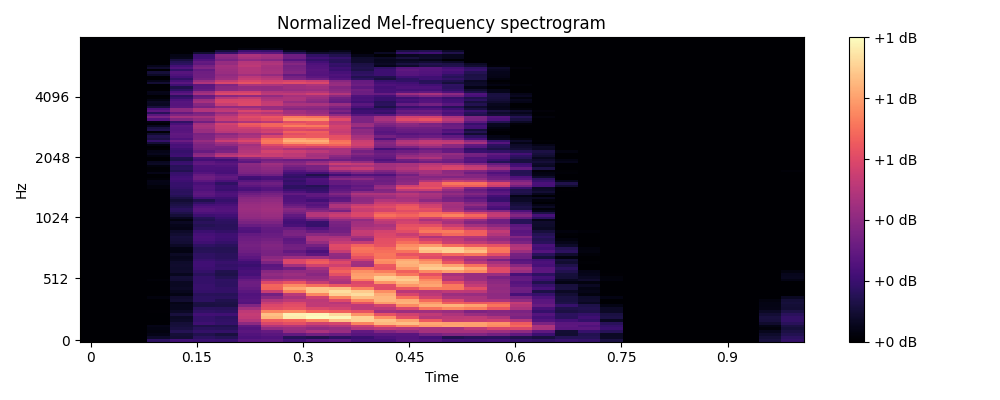 Normalized Mel-frequency spectrogram
+1 dB
4096
+1 dB
2048
+1 dB
Hz
1024
+0 dB
512
+0 dB
0
+0 dB
0 0.15 0.3 0.45 0.6 0.75 0.9
Time